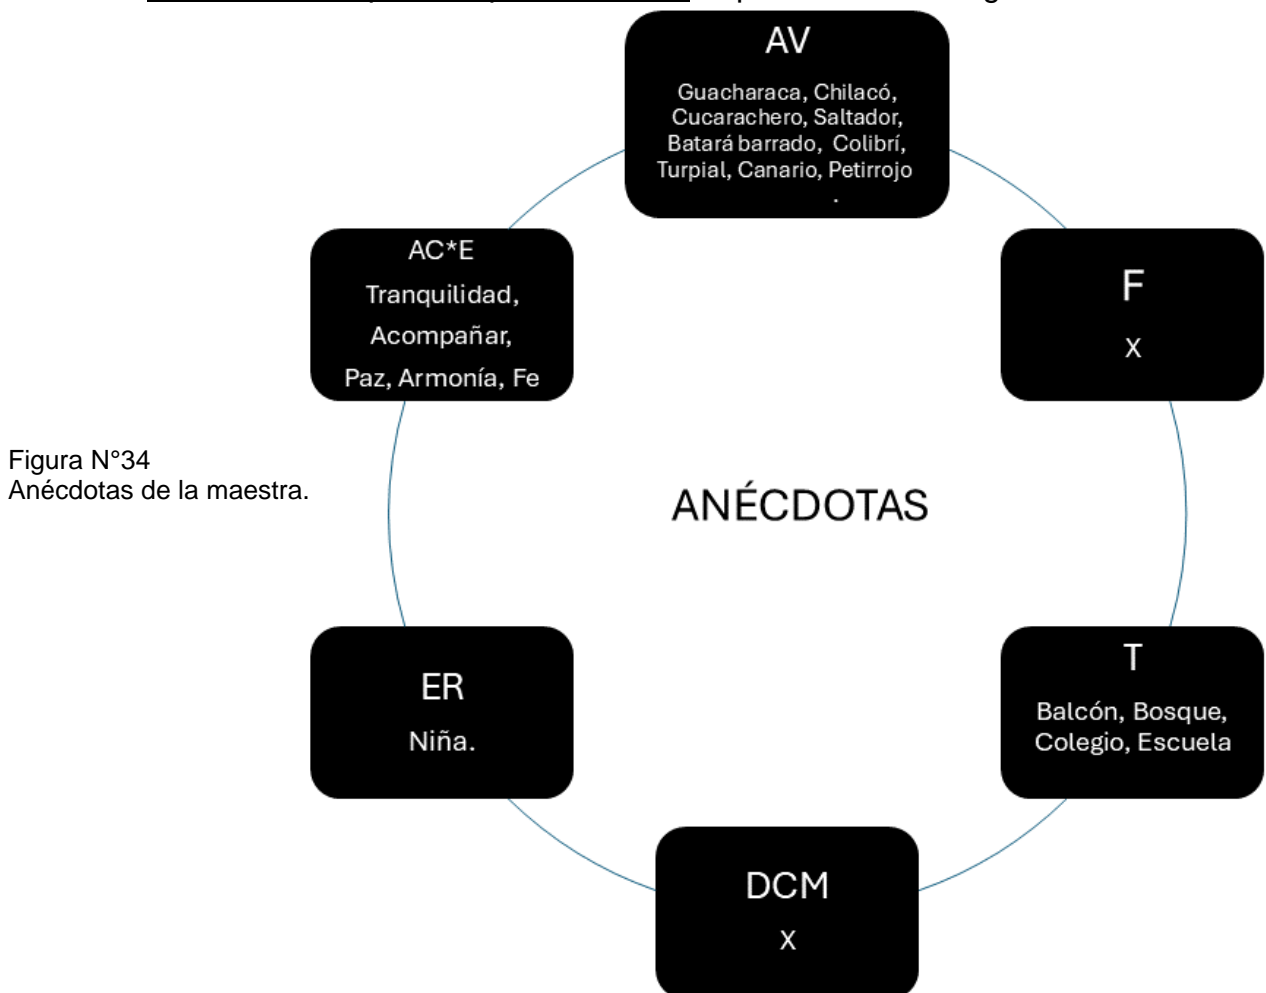 AV
Guacharaca, Chilacó,
Cucarachero, Saltador,
Batará barrado, Colibrí,
Turpial, Canario, Petirrojo
.
AC*E
Tranquilidad,
Acompañar,
Paz, Armonía, Fe
F
X
Figura N°34
Anécdotas de la maestra.
ANÉCDOTAS
ER
Niña.
T
Balcón, Bosque,
Colegio, Escuela
DCM
X